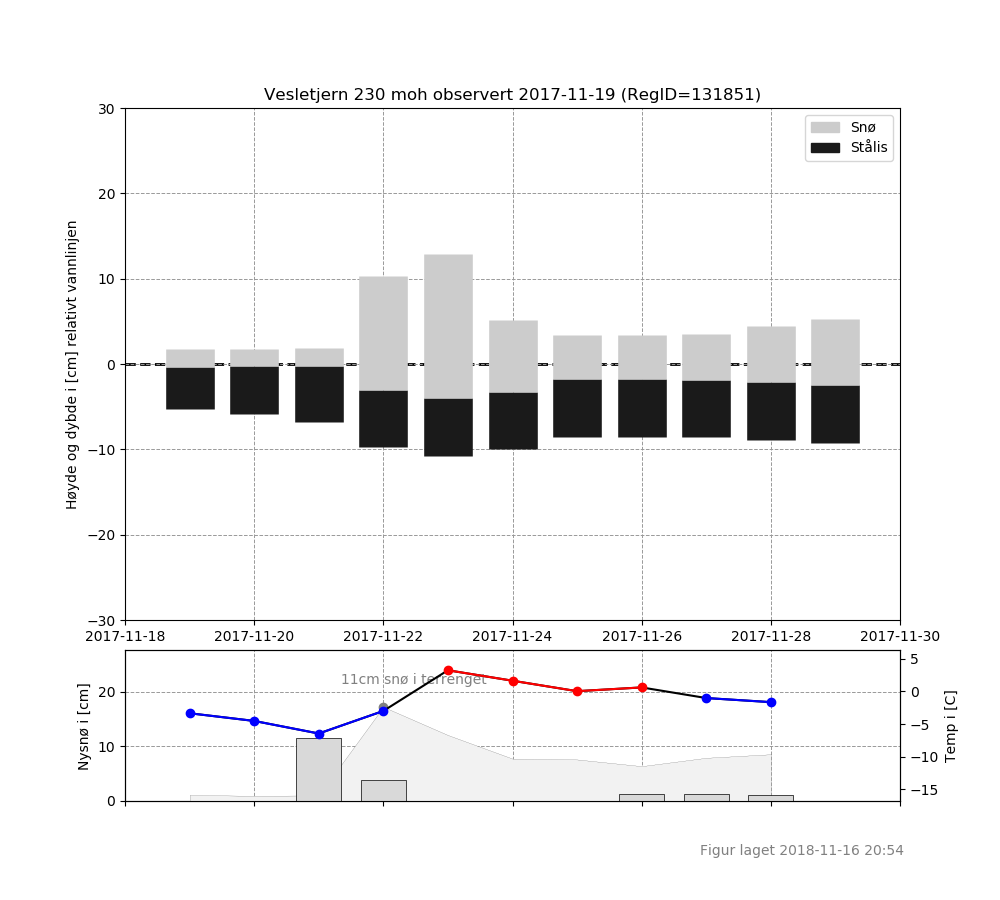 Vesletjern 230 moh observert 2017-11-19 (RegID=131851)
Høyde og dybde i [cm] relativt vannlinjen
30
20
10
0
−10
−20
−30
Snø
Stålis
2017-11-18 2017-11-20 2017-11-22 2017-11-24 2017-11-26 2017-11-28 2017-11-30
Nysnø i [cm]
20
10
0
11cm snø i terrenget
5
0
−5
−10
−15
Temp i [C]
Figur laget 2018-11-16 20:54